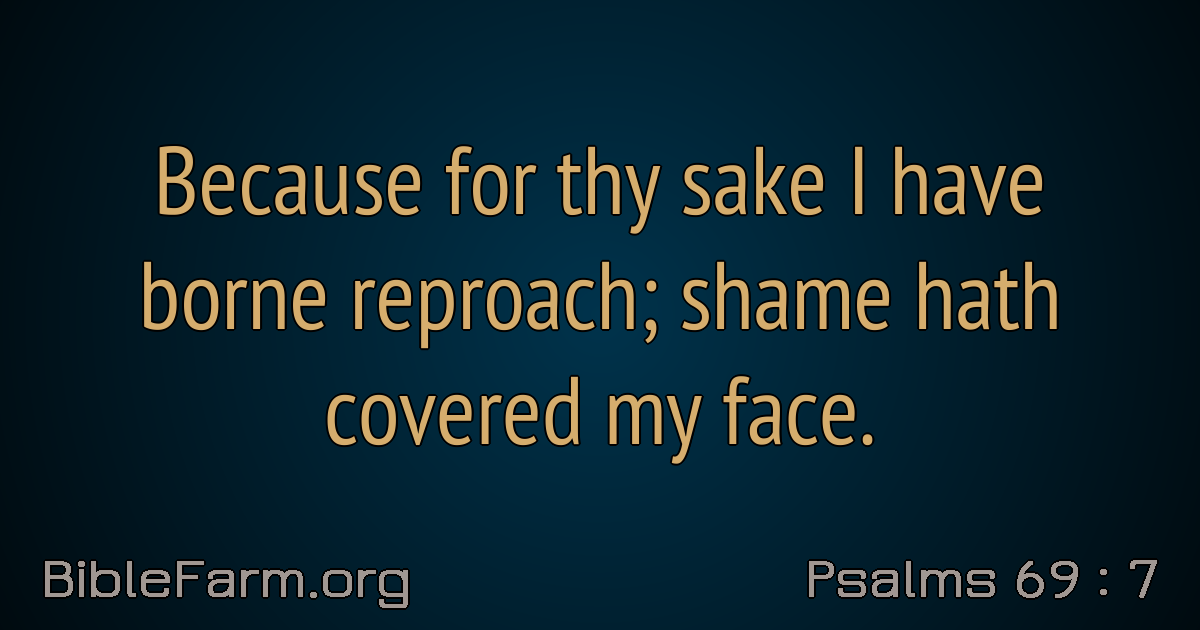 Because for thy sake I have
borne reproach; shame hath
covered my face.
BibleFarm.org
Psalms 69 : 7